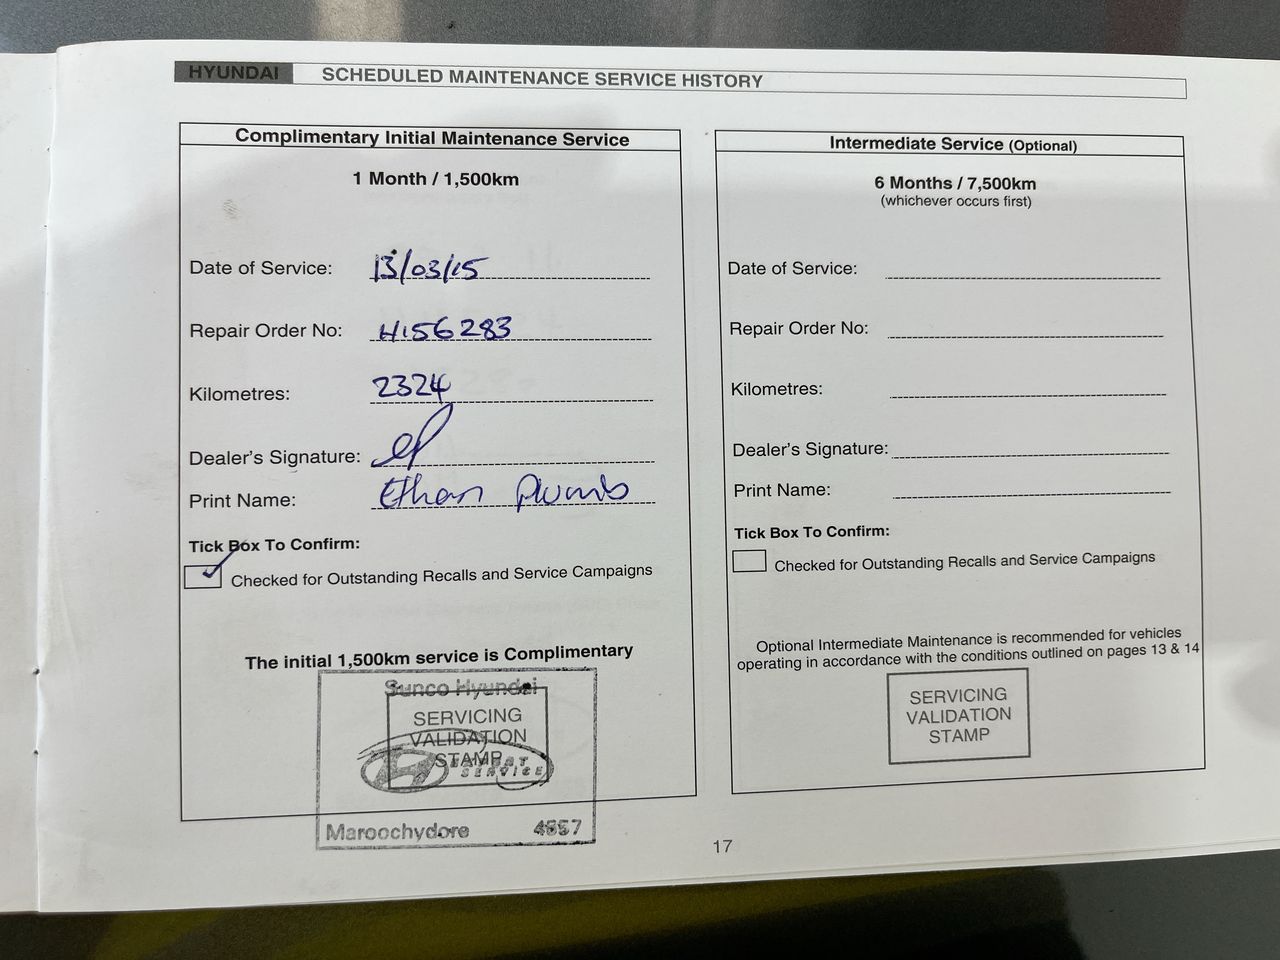 HYUNDAI SCHEDULED MAINTENANCE SERVICE HISTORY
Complimentary Initial Maintenance Service
1 Month / 1,500km
Date of Service: 13/03/15
Repair Order No: H156283
Kilometres: 2324
Dealer's Signature:
Print Name: Ethan Plumb
Tick Box To Confirm:
Checked for Outstanding Recalls and Service Campaigns
The initial 1,500km service is Complimentary
Sunco Hyundai
SERVICING
VALIDATION
STAMP
SERVICE
Maroochydore 4557
Intermediate Service (Optional)
6 Months / 7,500km
(whichever occurs first)
Date of Service:
Repair Order No:
Kilometres:
Dealer's Signature:
Print Name:
Tick Box To Confirm:
Checked for Outstanding Recalls and Service Campaigns
Optional Intermediate Maintenance is recommended for vehicles
operating in accordance with the conditions outlined on pages 13 & 14
SERVICING
VALIDATION
STAMP
17